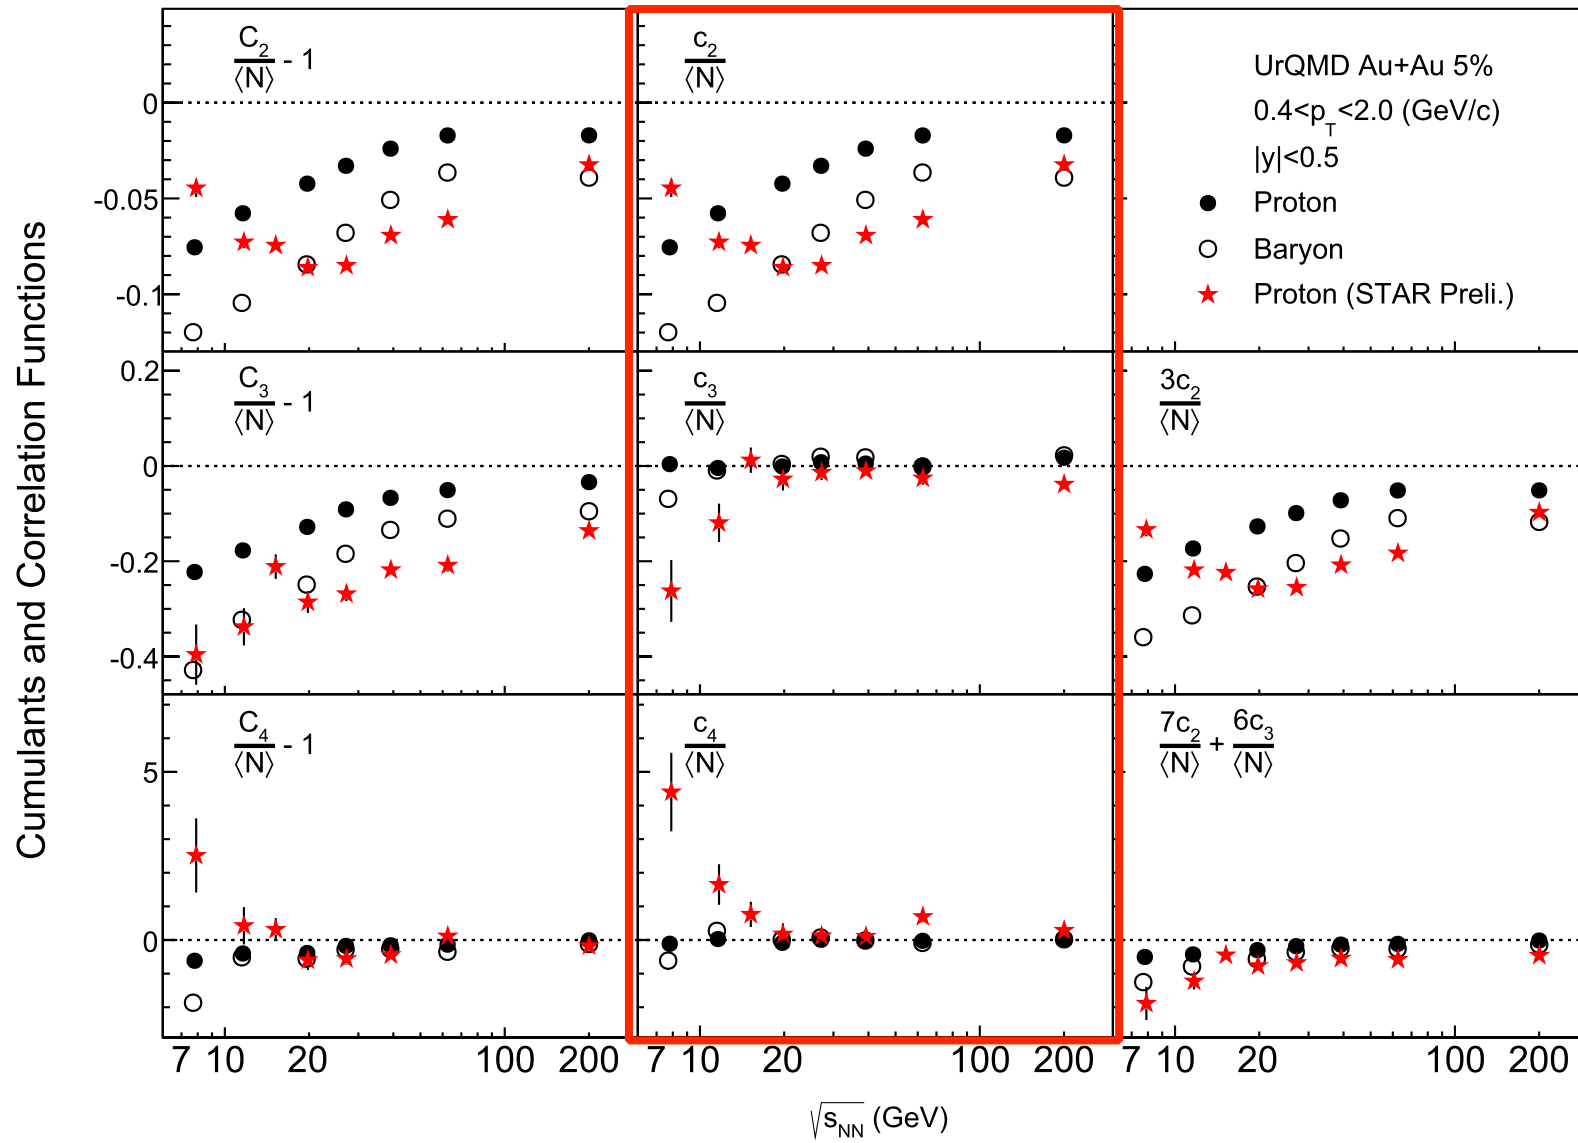 Cumulants and Correlation Functions
C2/⟨N⟩ - 1
c2/⟨N⟩
UrQMD Au+Au 5%
0.4<pT<2.0 (GeV/c)
|y|<0.5
Proton
Baryon
Proton (STAR Preli.)
0
-0.05
-0.1
C3/⟨N⟩ - 1
c3/⟨N⟩
3c2/⟨N⟩
0.2
0
-0.2
-0.4
C4/⟨N⟩ - 1
c4/⟨N⟩
7c2/⟨N⟩ + 6c3/⟨N⟩
5
0
7 10 20 100 200 7 10 20 100 200 7 10 20 100 200
√sNN (GeV)